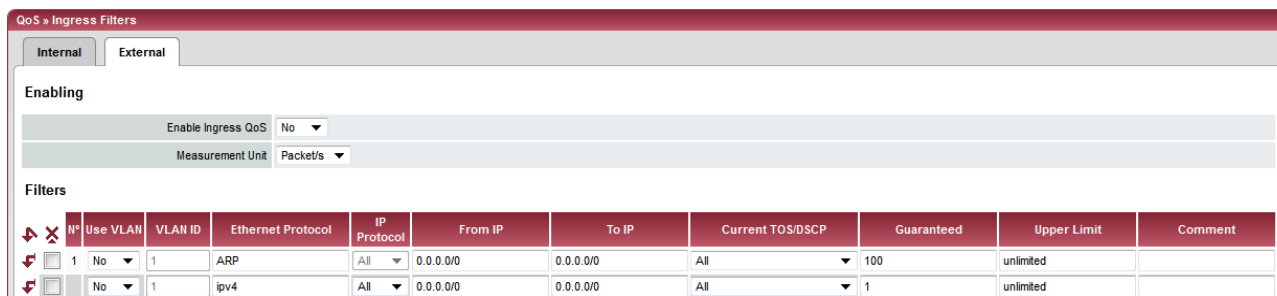 QoS » Ingress Filters
Internal External
Enabling
Enable Ingress QoS No
Measurement Unit Packet/s
Filters
Nº Use VLAN VLAN ID Ethernet Protocol IP Protocol From IP To IP Current TOS/DSCP Guaranteed Upper Limit Comment
1 No 1 ARP All 0.0.0.0/0 0.0.0.0/0 All 100 unlimited
No 1 ipv4 All 0.0.0.0/0 0.0.0.0/0 All 1 unlimited